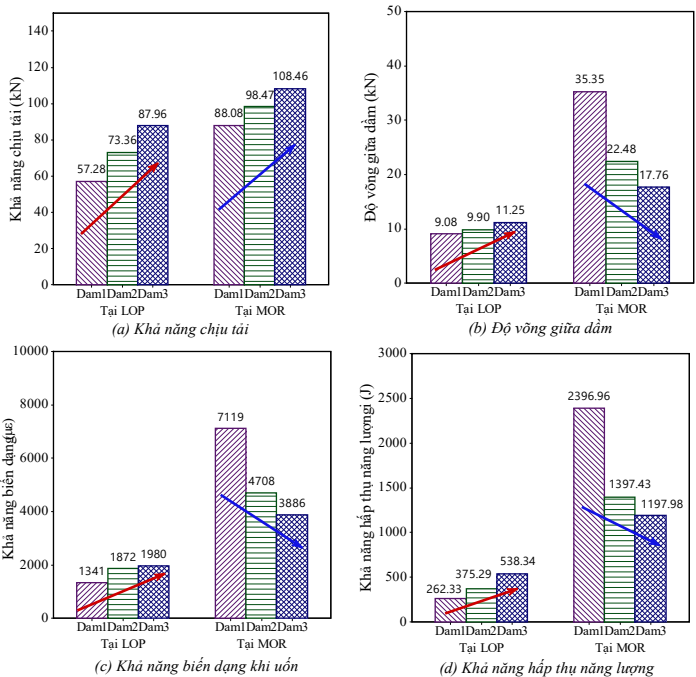 Khả năng chịu tải (kN)
140
120
100
80
60
40
20
0
57.28
73.36
87.96
88.08
98.47
108.46
Dam1Dam2Dam3
Dam1Dam2Dam3
Tại LOP
Tại MOR
(a) Khả năng chịu tải
Độ võng giữa dầm (kN)
50
40
30
20
10
0
9.08
9.90
11.25
35.35
22.48
17.76
Dam1Dam2Dam3
Dam1Dam2Dam3
Tại LOP
Tại MOR
(b) Độ võng giữa dầm
Khả năng biến dạng(με)
10000
8000
6000
4000
2000
0
1341
1872
1980
7119
4708
3886
Dam1Dam2Dam3
Dam1Dam2Dam3
Tại LOP
Tại MOR
(c) Khả năng biến dạng khi uốn
Khả năng hấp thụ năng lượngi (J)
3000
2500
2000
1500
1000
500
0
262.33
375.29
538.34
2396.96
1397.43
1197.98
Dam1Dam2Dam3
Dam1Dam2Dam3
Tại LOP
Tại MOR
(d) Khả năng hấp thụ năng lượng